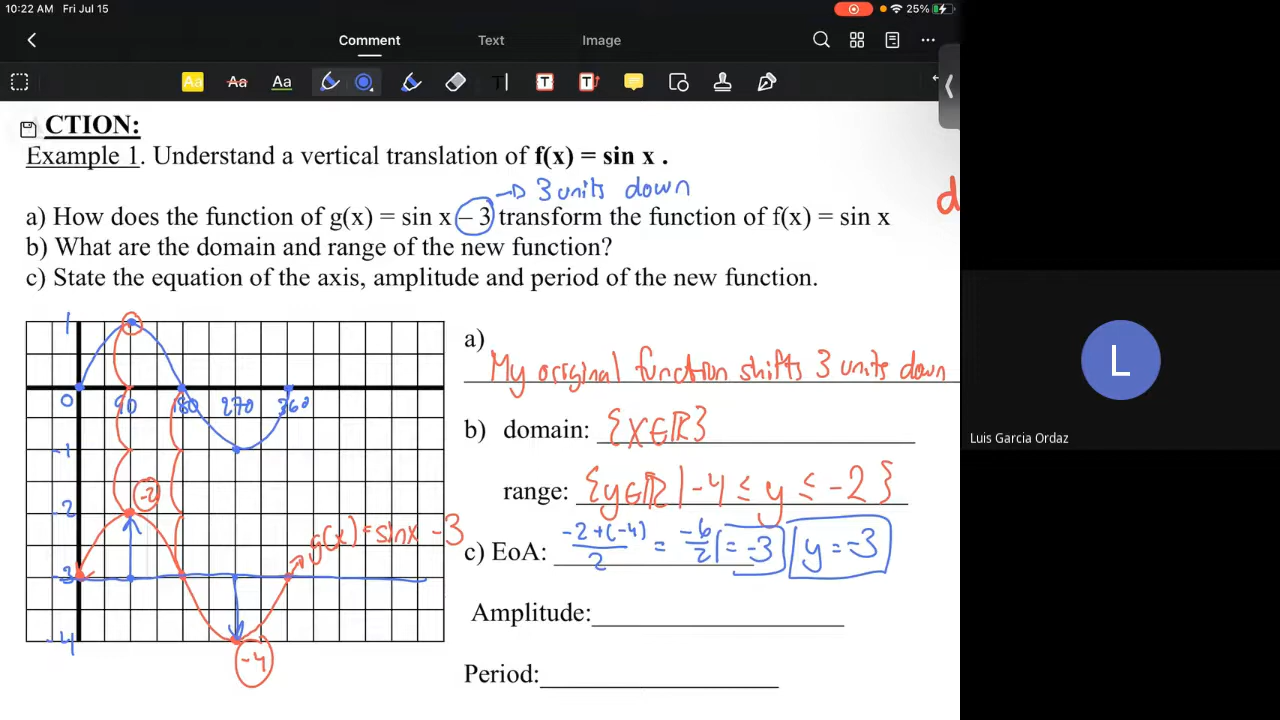 10:22 AM Fri Jul 15
25%
Comment Text Image
Aa Aa Aa T T T
CTION:
Example 1. Understand a vertical translation of f(x) = sin x .
→ 3 units down
d
a) How does the function of g(x) = sin x − 3 transform the function of f(x) = sin x
b) What are the domain and range of the new function?
c) State the equation of the axis, amplitude and period of the new function.
1
0 90 180 270 360
-1
-2
-2
-3
g(x) = sinx -3
-4
-4
a)
My original function shifts 3 units down
b) domain: {X∈ℝ}
range: {y∈ℝ | -4 ≤ y ≤ -2}
c) EoA: -2+(-4)/2 = -6/2 = -3 y = -3
Amplitude:
Period:
L
Luis Garcia Ordaz